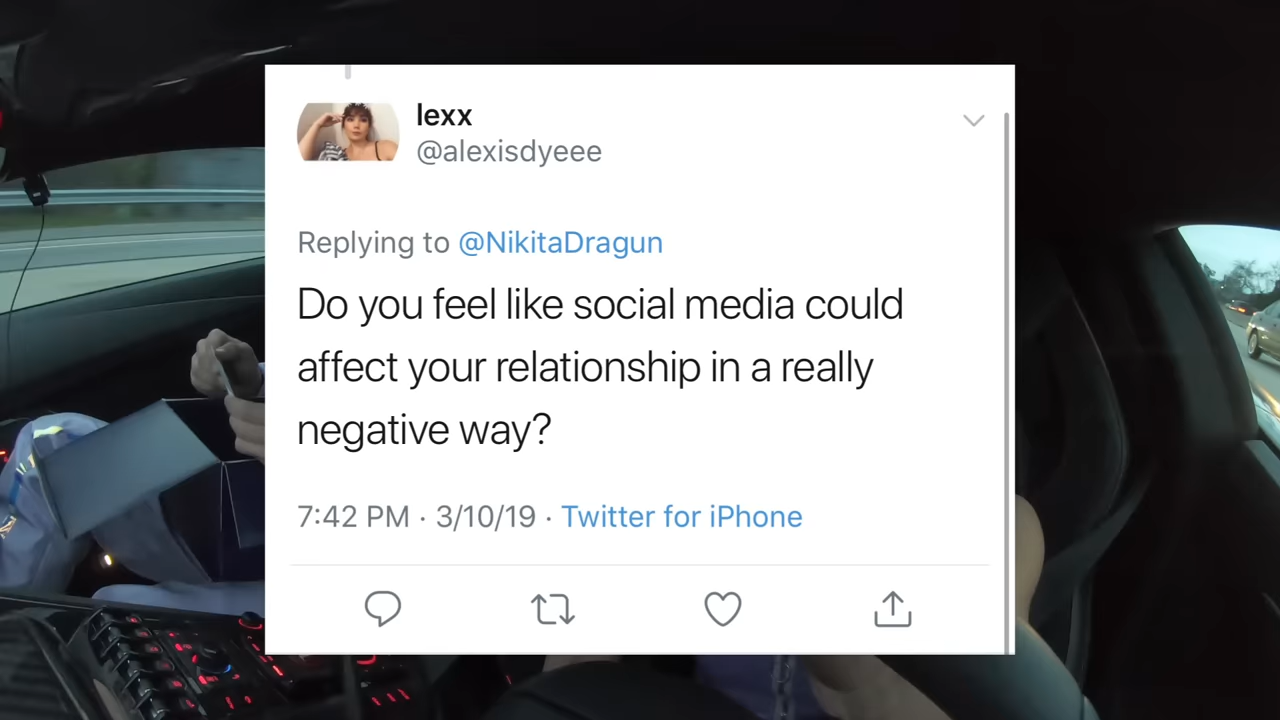 lexx
@alexisdyeee
Replying to @NikitaDragun
Do you feel like social media could
affect your relationship in a really
negative way?
7:42 PM · 3/10/19 · Twitter for iPhone